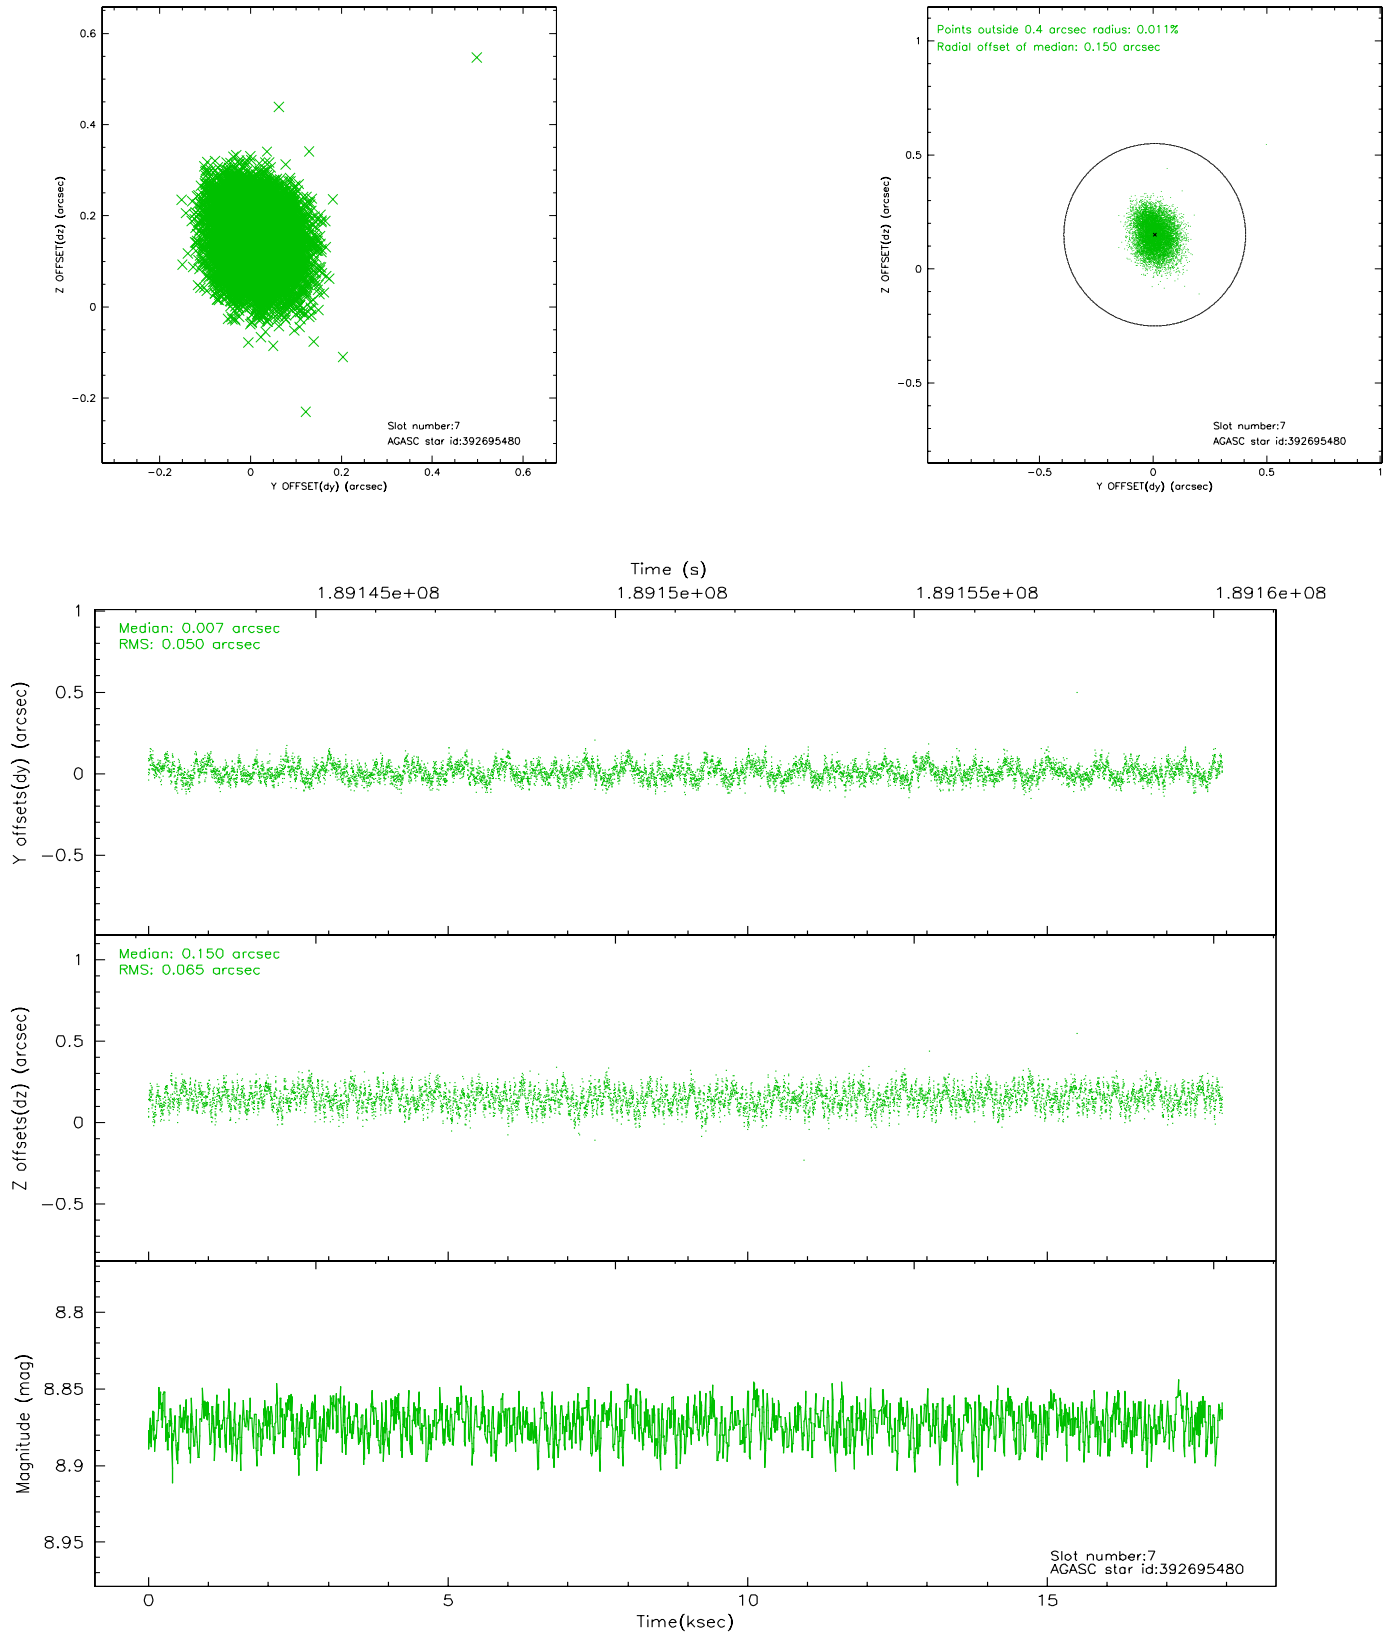 0.6
0.4
0.2
0
−0.2
Z OFFSET(dz) (arcsec)
Slot number:7
AGASC star id:392695480
−0.2 0 0.2 0.4 0.6
Y OFFSET(dy) (arcsec)
Points outside 0.4 arcsec radius: 0.011%
Radial offset of median: 0.150 arcsec
1
0.5
0
−0.5
Z OFFSET(dz) (arcsec)
Slot number:7
AGASC star id:392695480
−0.5 0 0.5 1
Y OFFSET(dy) (arcsec)
Time (s)
1.89145e+08 1.8915e+08 1.89155e+08 1.8916e+08
Median: 0.007 arcsec
RMS: 0.050 arcsec
1
0.5
0
−0.5
Y offsets(dy) (arcsec)
Median: 0.150 arcsec
RMS: 0.065 arcsec
1
0.5
0
−0.5
Z offsets(dz) (arcsec)
8.8
8.85
8.9
8.95
Magnitude (mag)
Slot number:7
AGASC star id:392695480
0 5 10 15
Time(ksec)